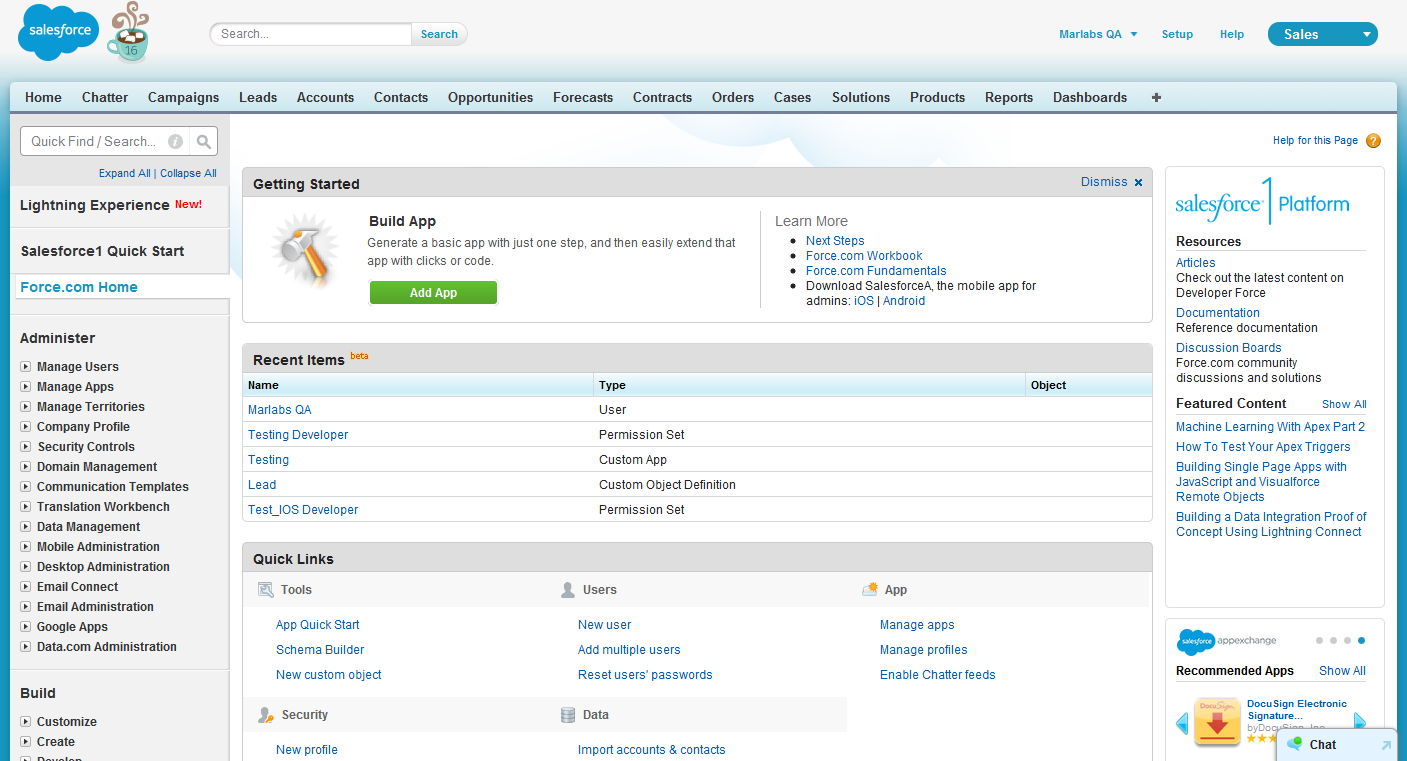 salesforce
16
Search...
Search
Marlabs QA
Setup
Help
Sales
Home Chatter Campaigns Leads Accounts Contacts Opportunities Forecasts Contracts Orders Cases Solutions Products Reports Dashboards +
Quick Find / Search...
Expand All | Collapse All
Lightning Experience New!
Salesforce1 Quick Start
Force.com Home
Administer
Manage Users
Manage Apps
Manage Territories
Company Profile
Security Controls
Domain Management
Communication Templates
Translation Workbench
Data Management
Mobile Administration
Desktop Administration
Email Connect
Email Administration
Google Apps
Data.com Administration
Build
Customize
Create
Develop
Help for this Page ?
Getting Started
Dismiss x
Build App
Generate a basic app with just one step, and then easily extend that
app with clicks or code.
Add App
Learn More
Next Steps
Force.com Workbook
Force.com Fundamentals
Download SalesforceA, the mobile app for
admins: iOS | Android
Recent Items beta
Name Type Object
Marlabs QA User
Testing Developer Permission Set
Testing Custom App
Lead Custom Object Definition
Test_IOS Developer Permission Set
Quick Links
Tools
App Quick Start
Schema Builder
New custom object
Users
New user
Add multiple users
Reset users' passwords
App
Manage apps
Manage profiles
Enable Chatter feeds
Security
New profile
Data
Import accounts & contacts
salesforce1 Platform
Resources
Articles
Check out the latest content on
Developer Force
Documentation
Reference documentation
Discussion Boards
Force.com community
discussions and solutions
Featured Content Show All
Machine Learning With Apex Part 2
How To Test Your Apex Triggers
Building Single Page Apps with
JavaScript and Visualforce
Remote Objects
Building a Data Integration Proof of
Concept Using Lightning Connect
salesforce appexchange
Recommended Apps Show All
DocuSign
DocuSign Electronic
Signature...
byDocuSign, Inc
Chat